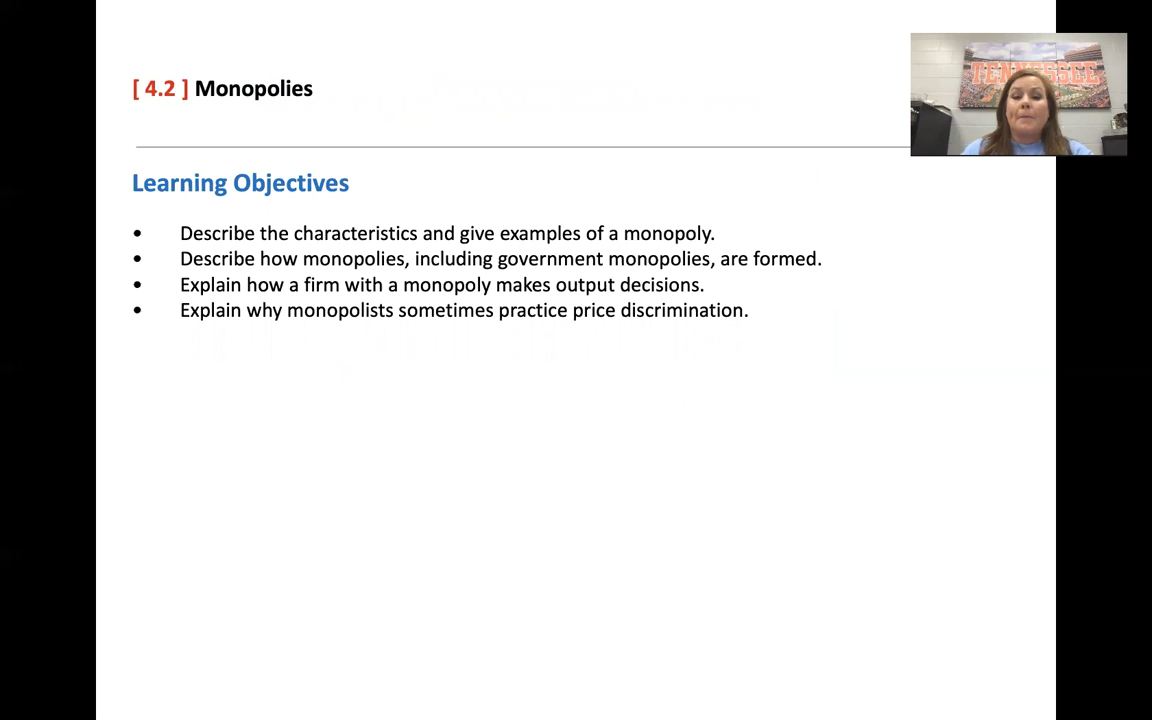 [ 4.2 ] Monopolies
TENNESSEE
Learning Objectives
• Describe the characteristics and give examples of a monopoly.
• Describe how monopolies, including government monopolies, are formed.
• Explain how a firm with a monopoly makes output decisions.
• Explain why monopolists sometimes practice price discrimination.